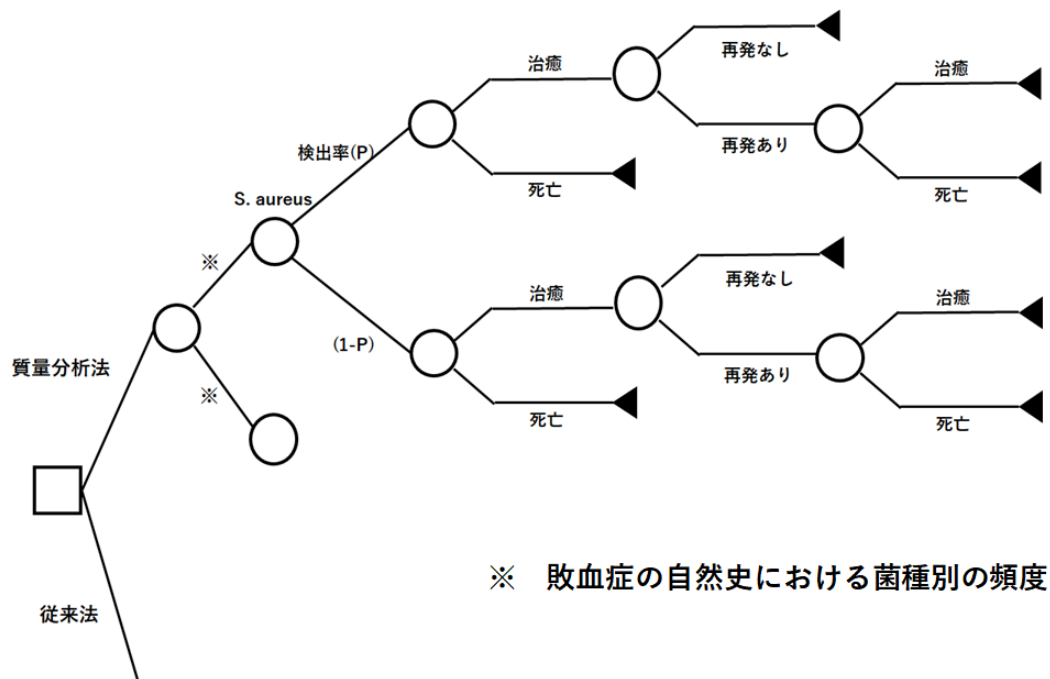 再発なし
治癒
治癒
再発あり
検出率(P)
死亡
死亡
S. aureus
※
再発なし
治癒
治癒
(1-P)
質量分析法
再発あり
※
死亡
死亡
※　敗血症の自然史における菌種別の頻度
従来法